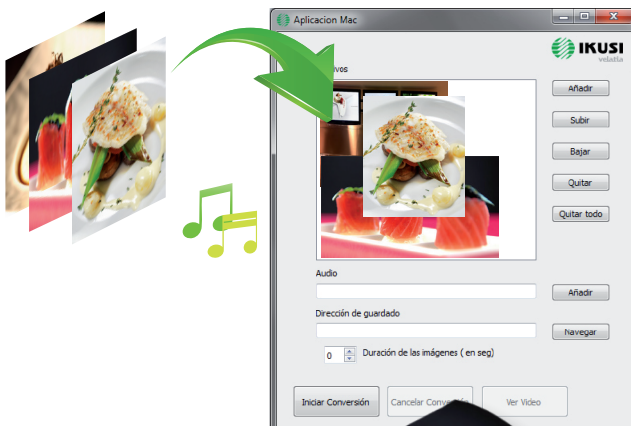 Aplicacion Mac
IKUSI
velatia
Añadir
Subir
Bajar
Quitar
Quitar todo
Audio
Añadir
Dirección de guardado
Navegar
0 Duración de las imágenes ( en seg)
Iniciar Conversión
Cancelar
Ver Video